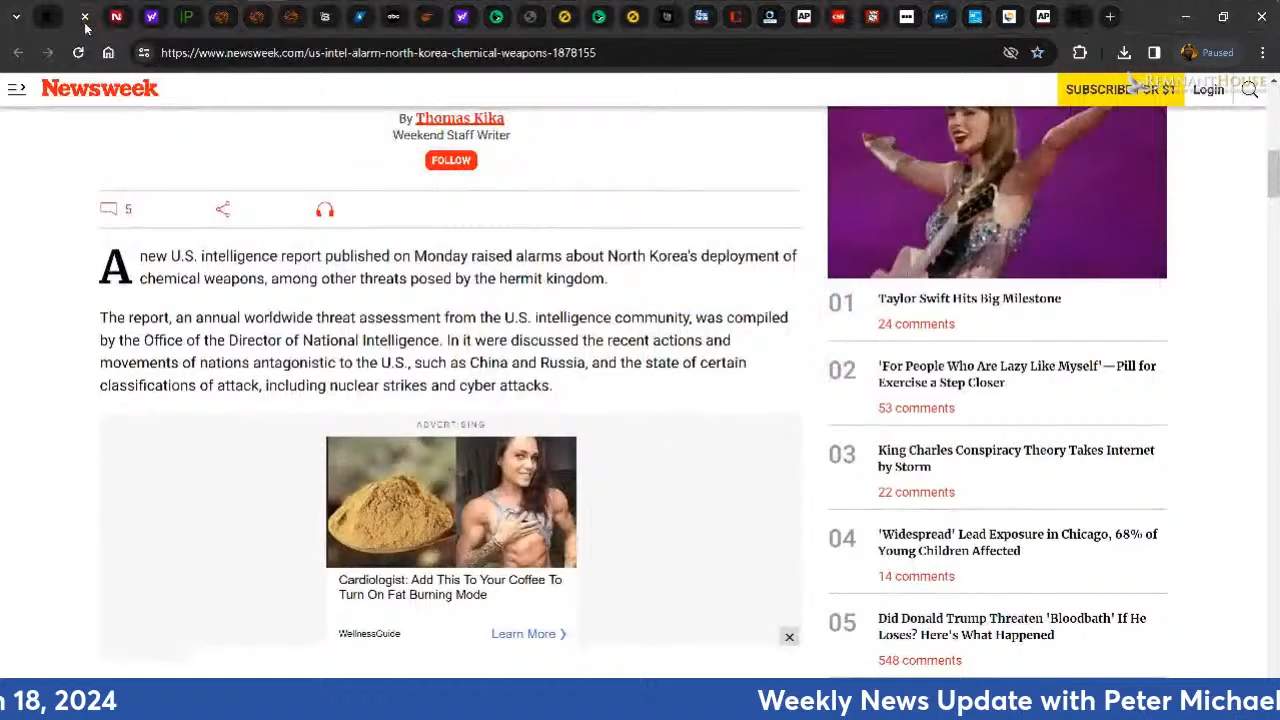 Paused
https://www.newsweek.com/us-intel-alarm-north-korea-chemical-weapons-1878155
REMNANTHOUSE
Newsweek
SUBSCRIBE FOR $1
Login
By Thomas Kika
Weekend Staff Writer
FOLLOW
5
A new U.S. intelligence report published on Monday raised alarms about North Korea's deployment of
chemical weapons, among other threats posed by the hermit kingdom.
The report, an annual worldwide threat assessment from the U.S. intelligence community, was compiled
by the Office of the Director of National Intelligence. In it were discussed the recent actions and
movements of nations antagonistic to the U.S., such as China and Russia, and the state of certain
classifications of attack, including nuclear strikes and cyber attacks.
ADVERTISING
Cardiologist: Add This To Your Coffee To
Turn On Fat Burning Mode
WellnessGuide
Learn More
01
Taylor Swift Hits Big Milestone
24 comments
02
'For People Who Are Lazy Like Myself'—Pill for
Exercise a Step Closer
53 comments
03
King Charles Conspiracy Theory Takes Internet
by Storm
22 comments
04
'Widespread' Lead Exposure in Chicago, 68% of
Young Children Affected
14 comments
05
Did Donald Trump Threaten 'Bloodbath' If He
Loses? Here's What Happened
548 comments
18, 2024
Weekly News Update with Peter Michael